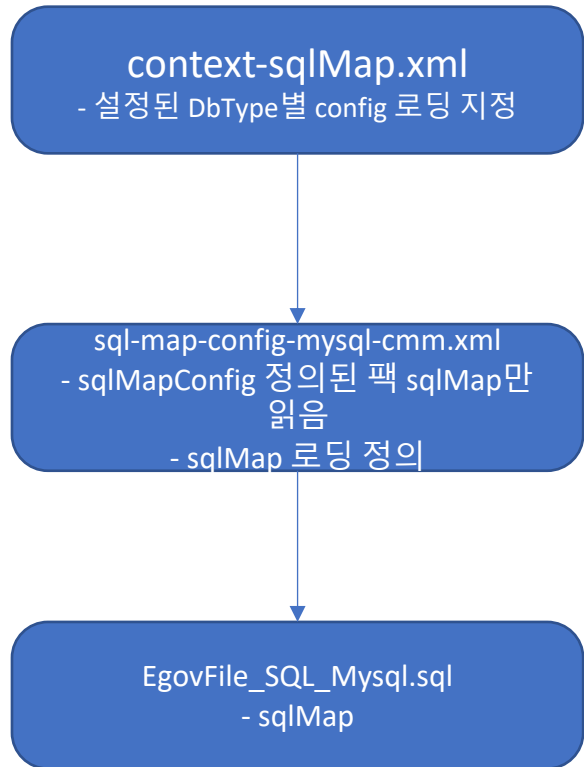 context-sqlMap.xml
- 설정된 DbType별 config 로딩 지정
sql-map-config-mysql-cmm.xml
- sqlMapConfig 정의된 팩 sqlMap만
읽음
- sqlMap 로딩 정의
EgovFile_SQL_Mysql.sql
- sqlMap